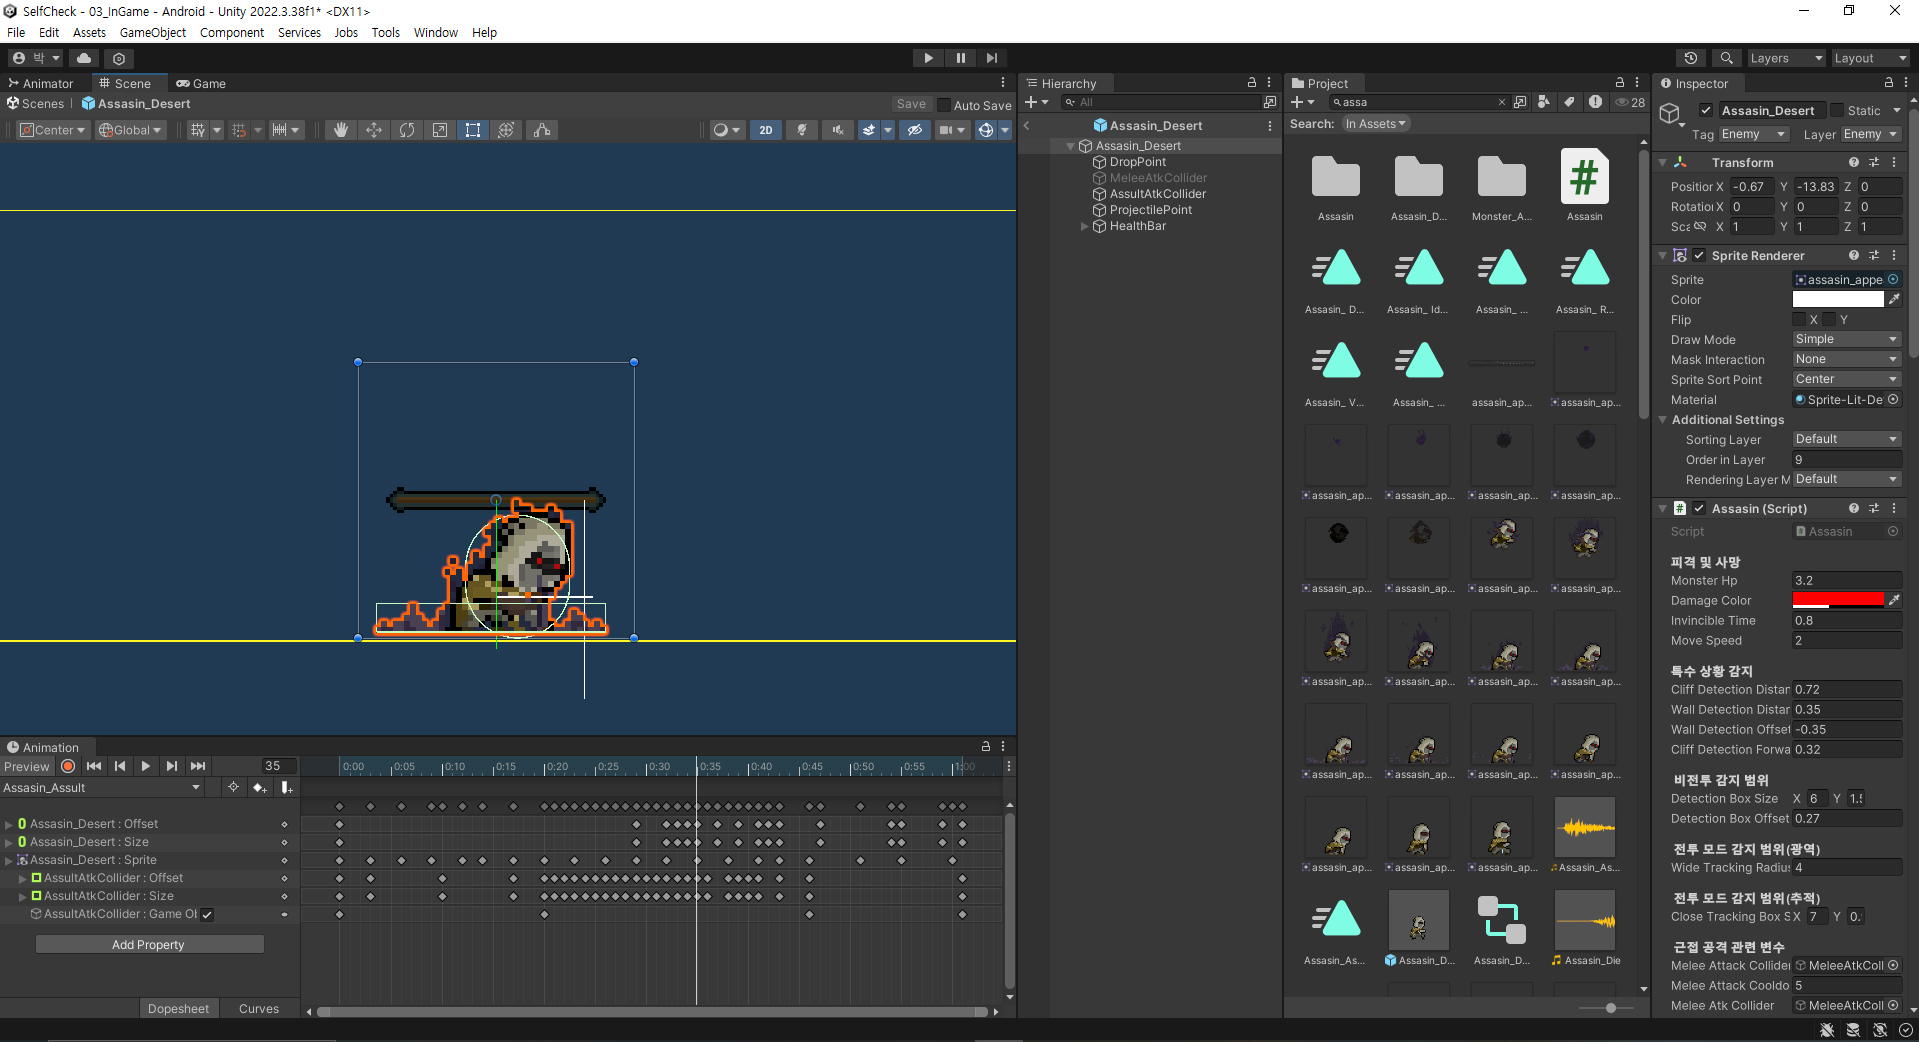 SelfCheck - 03_InGame - Android - Unity 2022.3.38f1* <DX11>
File Edit Assets GameObject Component Services Jobs Tools Window Help
박 Layers Layout
Animator Scene Game
Scenes Assasin_Desert Save Auto Save
Center Global 2D
Animation
Preview 35 0:00 0:05 0:10 0:15 0:20 0:25 0:30 0:35 0:40 0:45 0:50 0:55 1:00
Assasin_Assult
Assasin_Desert : Offset
Assasin_Desert : Size
Assasin_Desert : Sprite
AssultAtkCollider : Offset
AssultAtkCollider : Size
AssultAtkCollider : Game Ol
Add Property
Dopesheet Curves
Hierarchy
All
Assasin_Desert
Assasin_Desert
DropPoint
MeleeAtkCollider
AssultAtkCollider
ProjectilePoint
HealthBar
Project
assa 28
Search: In Assets
Assasin Assasin_D... Monster_A... Assasin
Assasin_ D... Assasin_ Id... Assasin_ ... Assasin_ R...
Assasin_ V... Assasin_ ... assasin_ap... assasin_ap...
assasin_ap... assasin_ap... assasin_ap... assasin_ap...
assasin_ap... assasin_ap... assasin_ap... assasin_ap...
assasin_ap... assasin_ap... assasin_ap... assasin_ap...
assasin_ap... assasin_ap... assasin_ap... assasin_ap...
assasin_ap... assasin_ap... assasin_ap... Assasin_As...
Assasin_As... Assasin_D... Assasin_D... Assasin_Die
Inspector
Assasin_Desert Static
Tag Enemy Layer Enemy
Transform
Position X -0.67 Y -13.83 Z 0
Rotatio X 0 Y 0 Z 0
Sca X 1 Y 1 Z 1
Sprite Renderer
Sprite assasin_appe
Color
Flip X Y
Draw Mode Simple
Mask Interaction None
Sprite Sort Point Center
Material Sprite-Lit-De
Additional Settings
Sorting Layer Default
Order in Layer 9
Rendering Layer M Default
# Assasin (Script)
Script Assasin
피격 및 사망
Monster Hp 3.2
Damage Color
Invincible Time 0.8
Move Speed 2
특수 상황 감지
Cliff Detection Distar 0.72
Wall Detection Distar 0.35
Wall Detection Offset -0.35
Cliff Detection Forwa 0.32
비전투 감지 범위
Detection Box Size X 6 Y 1.5
Detection Box Offset 0.27
전투 모드 감지 범위(광역)
Wide Tracking Radius 4
전투 모드 감지 범위(추적)
Close Tracking Box S X 7 Y 0.
근접 공격 관련 변수
Melee Attack Collider MeleeAtkColl
Melee Attack Cooldo 5
Melee Atk Collider MeleeAtkColl